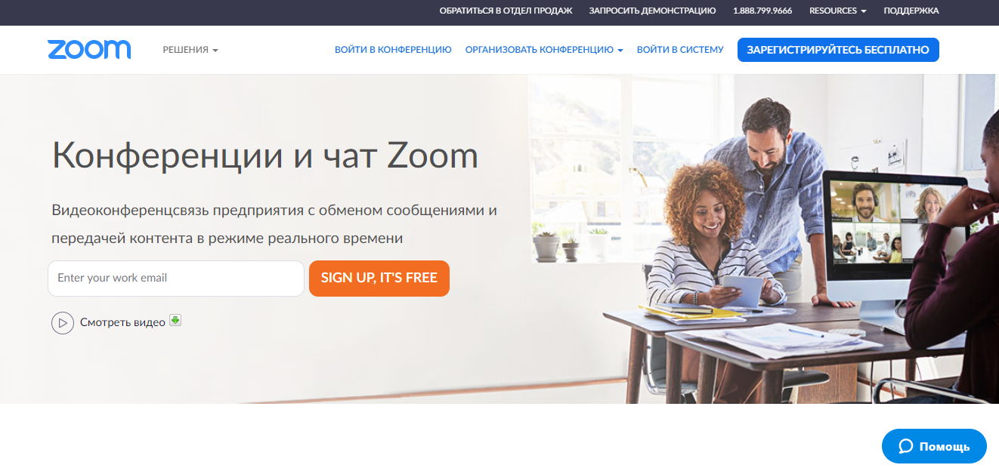 ОБРАТИТЬСЯ В ОТДЕЛ ПРОДАЖ ЗАПРОСИТЬ ДЕМОНСТРАЦИЮ 1.888.799.9666 RESOURCES ПОДДЕРЖКА
zoom РЕШЕНИЯ ВОЙТИ В КОНФЕРЕНЦИЮ ОРГАНИЗОВАТЬ КОНФЕРЕНЦИЮ ВОЙТИ В СИСТЕМУ ЗАРЕГИСТРИРУЙТЕСЬ БЕСПЛАТНО
Конференции и чат Zoom
Видеоконференцсвязь предприятия с обменом сообщениями и
передачей контента в режиме реального времени
Enter your work email SIGN UP, IT'S FREE
Смотреть видео
Помощь